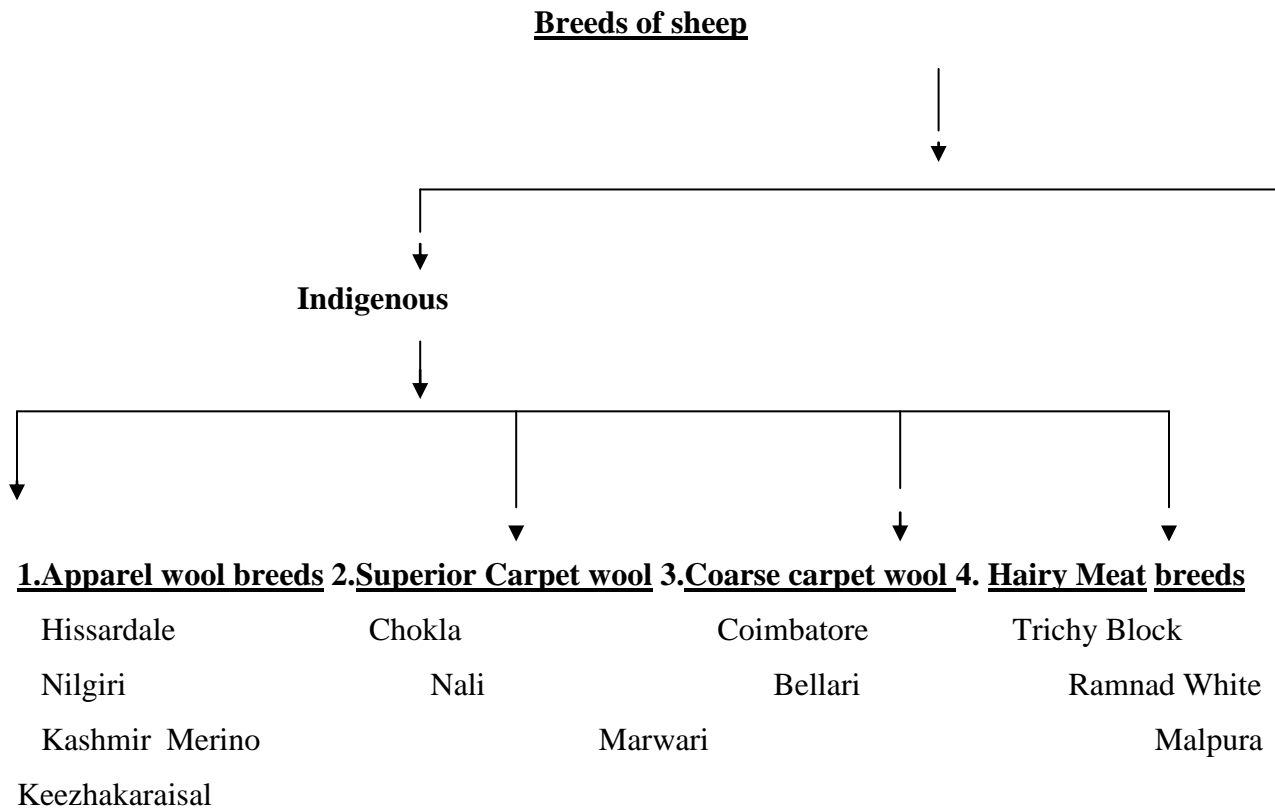 Breeds of sheep
Indigenous
1.Apparel wool breeds 2.Superior Carpet wool 3.Coarse carpet wool 4. Hairy Meat breeds
Hissardale Chokla Coimbatore Trichy Block
Nilgiri Nali Bellari Ramnad White
Kashmir Merino Marwari Malpura
Keezhakaraisal